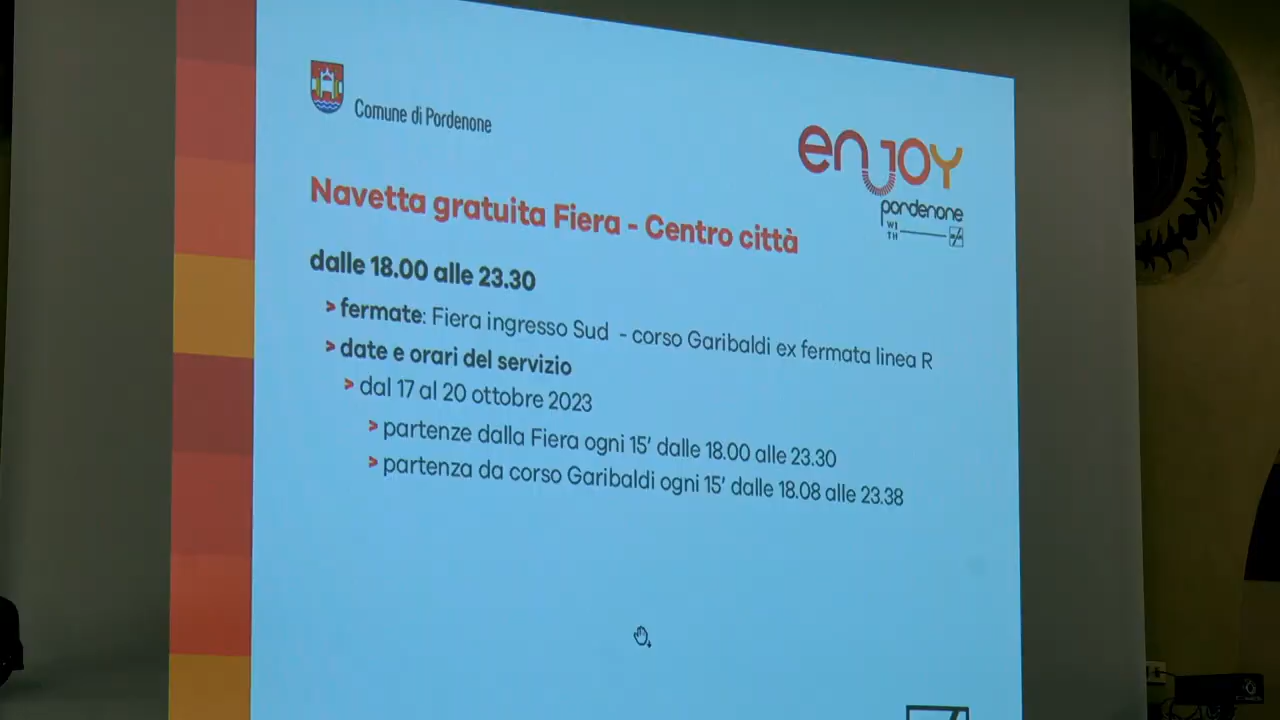 Comune di Pordenone
enjoy
pordenone
WI
TH
Navetta gratuita Fiera - Centro città
dalle 18.00 alle 23.30
> fermate: Fiera ingresso Sud - corso Garibaldi ex fermata linea R
> date e orari del servizio
> dal 17 al 20 ottobre 2023
> partenze dalla Fiera ogni 15' dalle 18.00 alle 23.30
> partenza da corso Garibaldi ogni 15' dalle 18.08 alle 23.38